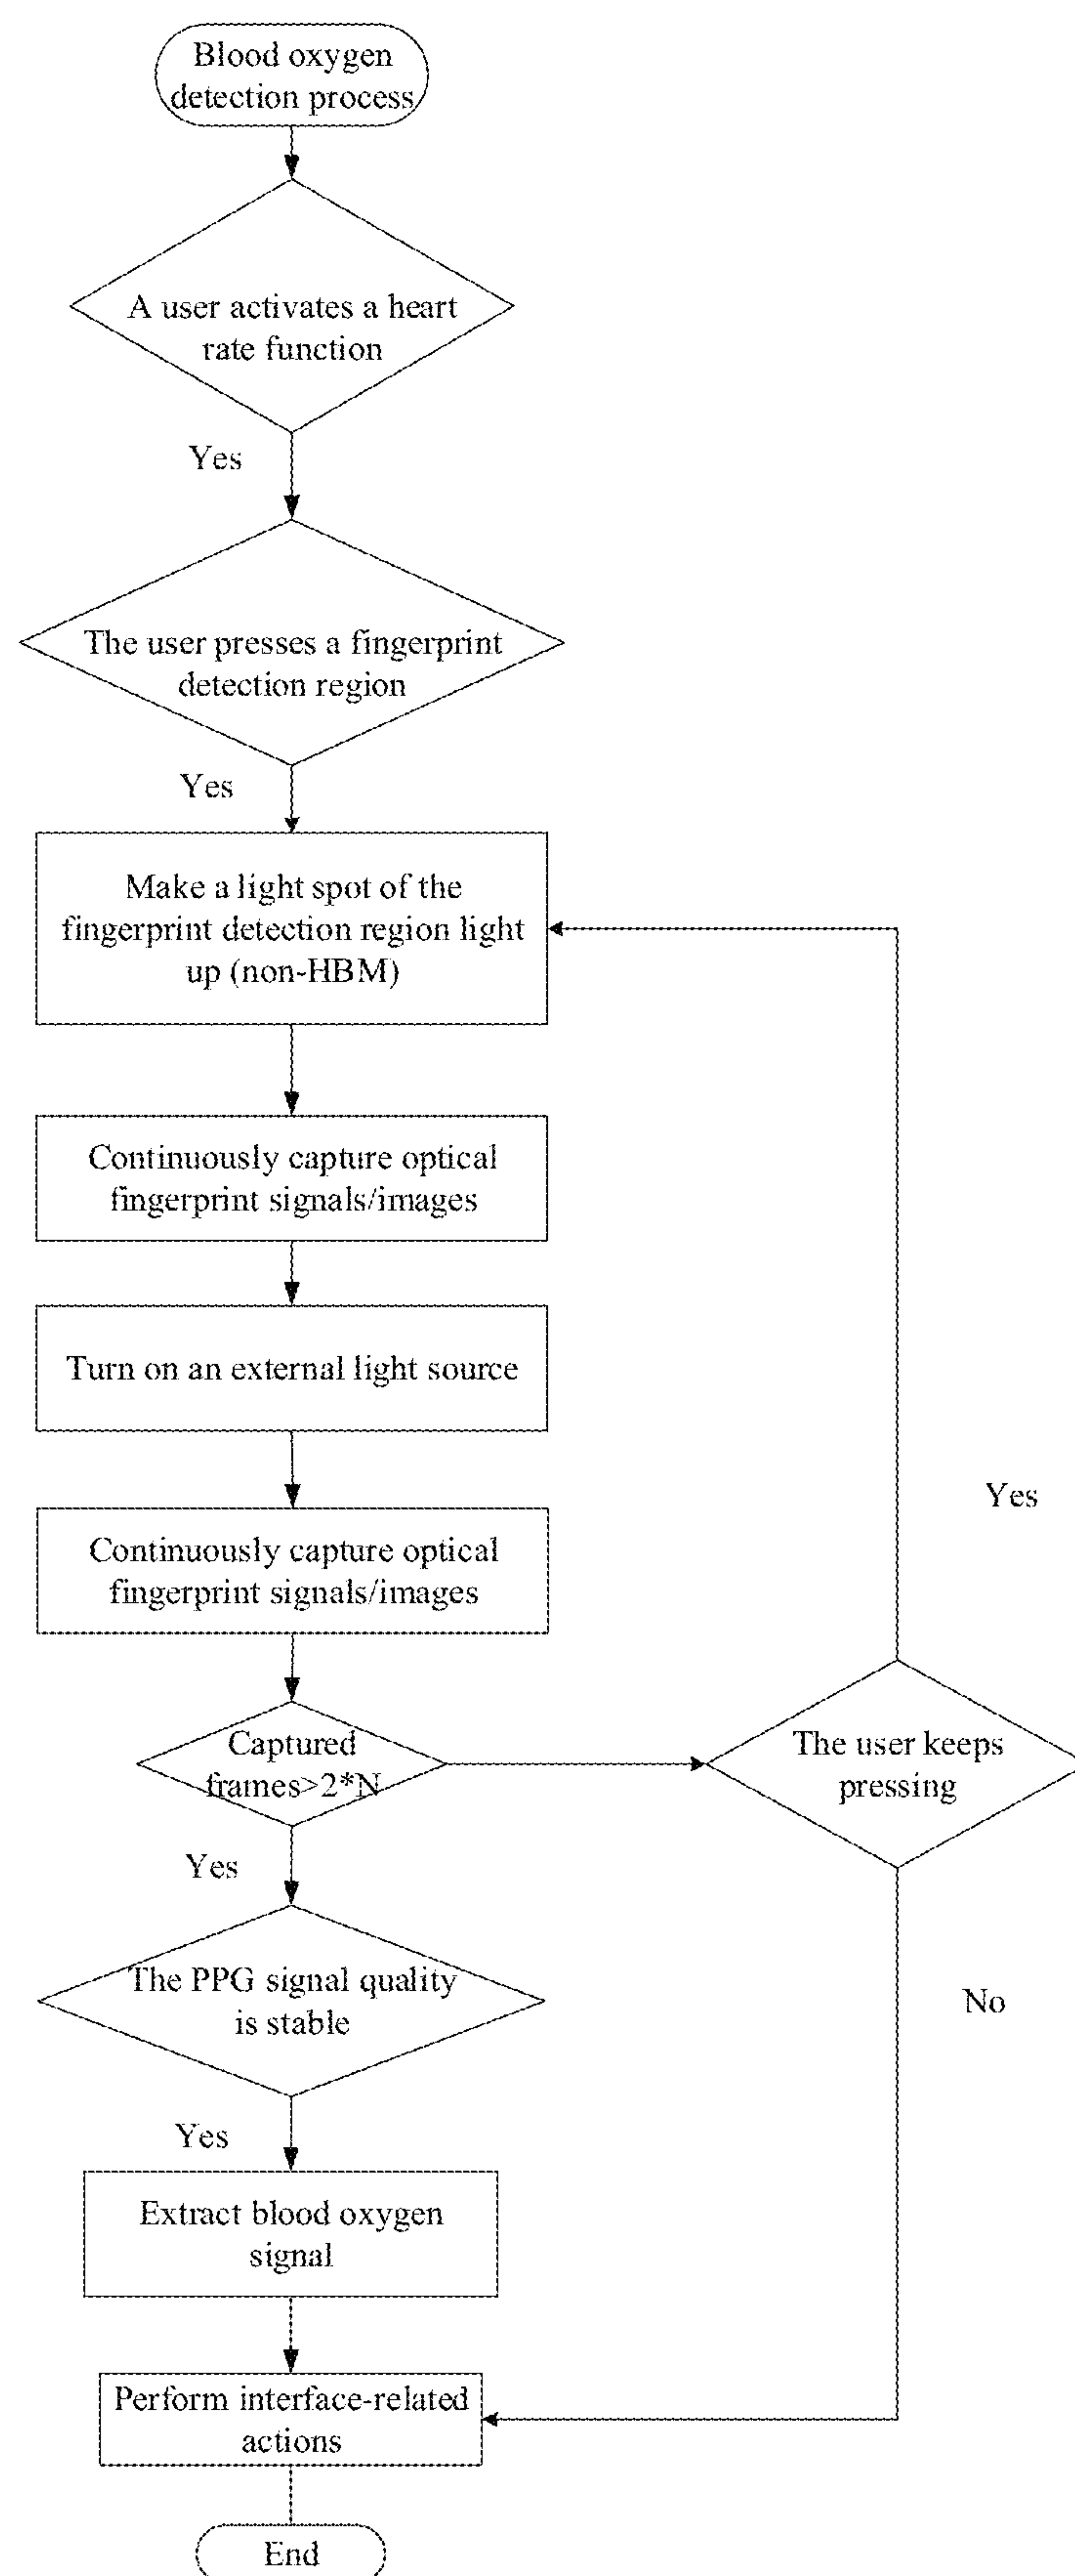 Blood oxygen
detection process
A user activates a heart
rate function
Yes
The user presses a fingerprint
detection region
Yes
Make a light spot of the
fingerprint detection region light
up (non-HBM)
Continuously capture optical
fingerprint signals/images
Turn on an external light source
Yes
Continuously capture optical
fingerprint signals/images
Captured
frames>2*N
The user keeps
pressing
Yes
The PPG signal quality
is stable
No
Yes
Extract blood oxygen
signal
Perform interface-related
actions
End